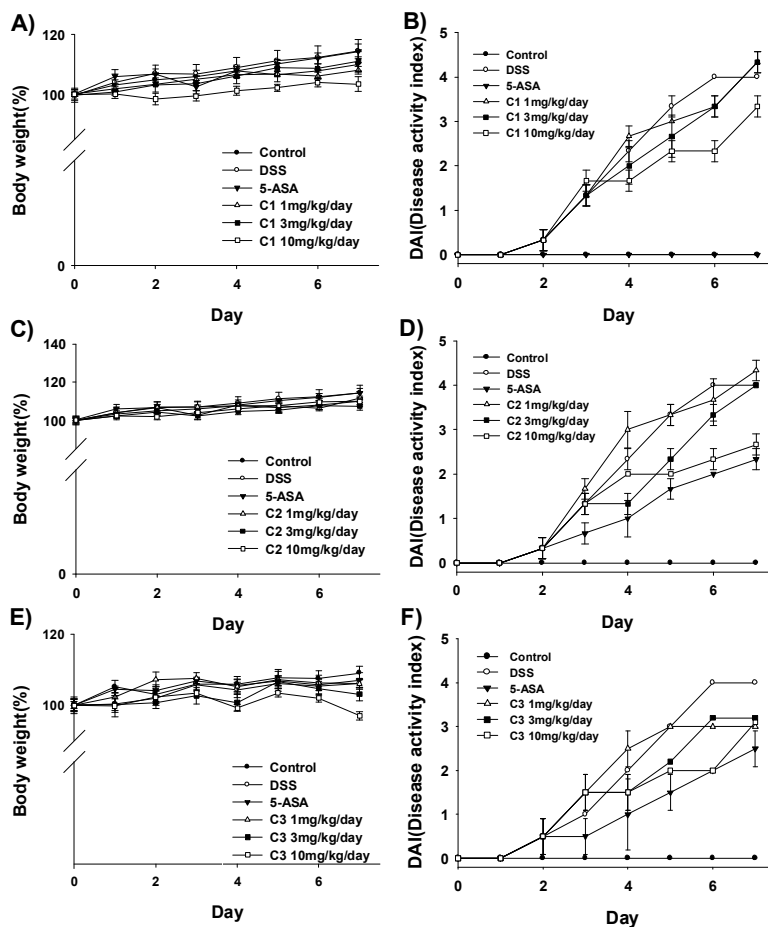 A)
Body weight(%)
120
100
0
Control
DSS
5-ASA
C1 1mg/kg/day
C1 3mg/kg/day
C1 10mg/kg/day
0 2 4 6
Day
B)
DAI(Disease activity index)
5
4
3
2
1
0
Control
DSS
5-ASA
C1 1mg/kg/day
C1 3mg/kg/day
C1 10mg/kg/day
0 2 4 6
Day
C)
Body weight(%)
140
120
100
0
Control
DSS
5-ASA
C2 1mg/kg/day
C2 3mg/kg/day
C2 10mg/kg/day
0 2 4 6
Day
D)
DAI(Disease activity index)
5
4
3
2
1
0
Control
DSS
5-ASA
C2 1mg/kg/day
C2 3mg/kg/day
C2 10mg/kg/day
0 2 4 6
Day
E)
Body weight(%)
120
100
0
Control
DSS
5-ASA
C3 1mg/kg/day
C3 3mg/kg/day
C3 10mg/kg/day
0 2 4 6
Day
F)
DAI(Disease activity index)
5
4
3
2
1
0
Control
DSS
5-ASA
C3 1mg/kg/day
C3 3mg/kg/day
C3 10mg/kg/day
0 2 4 6
Day